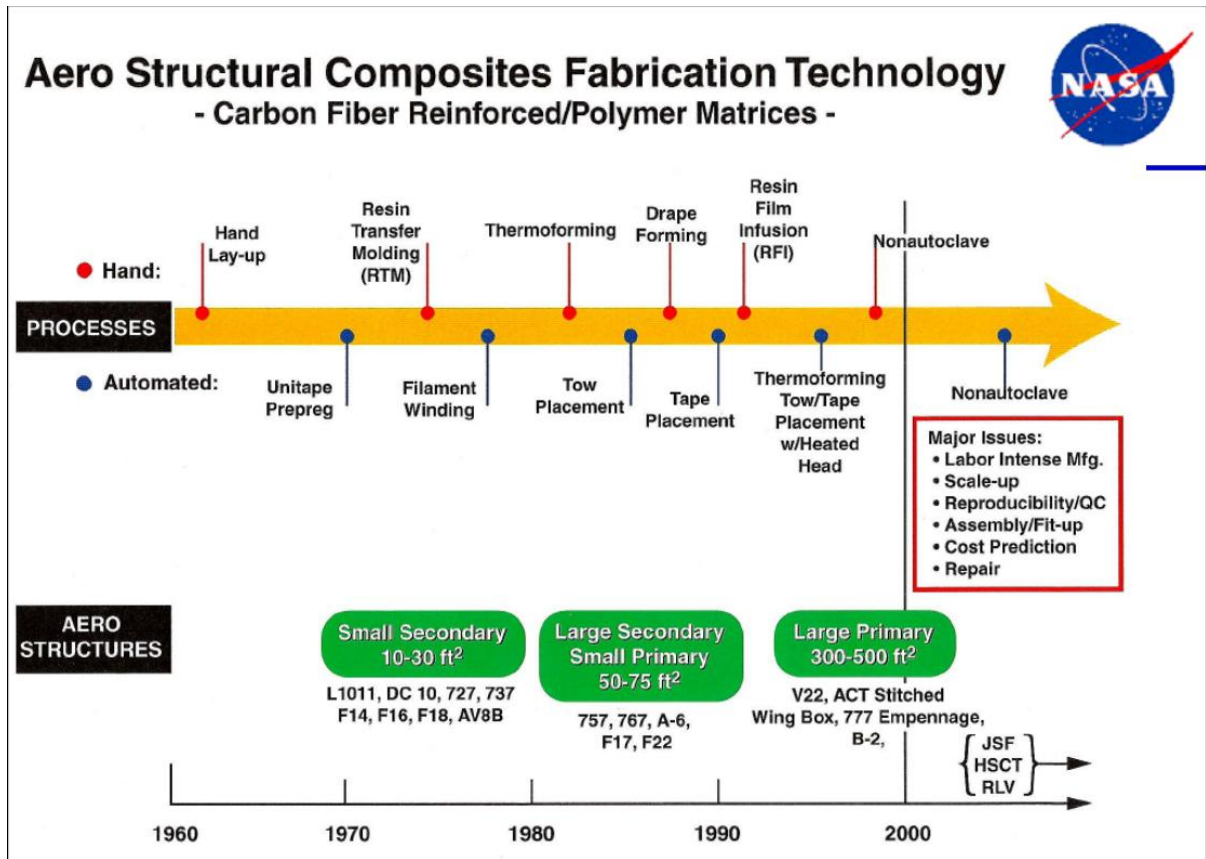 Aero Structural Composites Fabrication Technology
- Carbon Fiber Reinforced/Polymer Matrices -
NASA
Hand:
Hand
Lay-up
Resin
Transfer
Molding
(RTM)
Thermoforming
Drape
Forming
Resin
Film
Infusion
(RFI)
Nonautoclave
PROCESSES
Automated:
Unitape
Prepreg
Filament
Winding
Tow
Placement
Tape
Placement
Thermoforming
Tow/Tape
Placement
w/Heated
Head
Nonautoclave
Major Issues:
• Labor Intense Mfg.
• Scale-up
• Reproducibility/QC
• Assembly/Fit-up
• Cost Prediction
• Repair
AERO
STRUCTURES
Small Secondary
10-30 ft²
L1011, DC 10, 727, 737
F14, F16, F18, AV8B
Large Secondary
Small Primary
50-75 ft²
757, 767, A-6,
F17, F22
Large Primary
300-500 ft²
V22, ACT Stitched
Wing Box, 777 Empennage,
B-2,
JSF
HSCT
RLV
1960 1970 1980 1990 2000